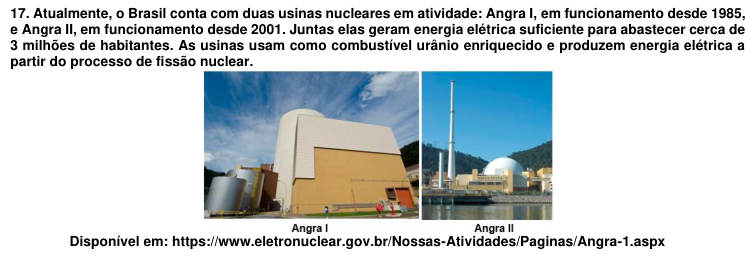 17. Atualmente, o Brasil conta com duas usinas nucleares em atividade: Angra I, em funcionamento desde 1985,
e Angra II, em funcionamento desde 2001. Juntas elas geram energia elétrica suficiente para abastecer cerca de
3 milhões de habitantes. As usinas usam como combustível urânio enriquecido e produzem energia elétrica a
partir do processo de fissão nuclear.
Angra I
Angra II
Disponível em: https://www.eletronuclear.gov.br/Nossas-Atividades/Paginas/Angra-1.aspx